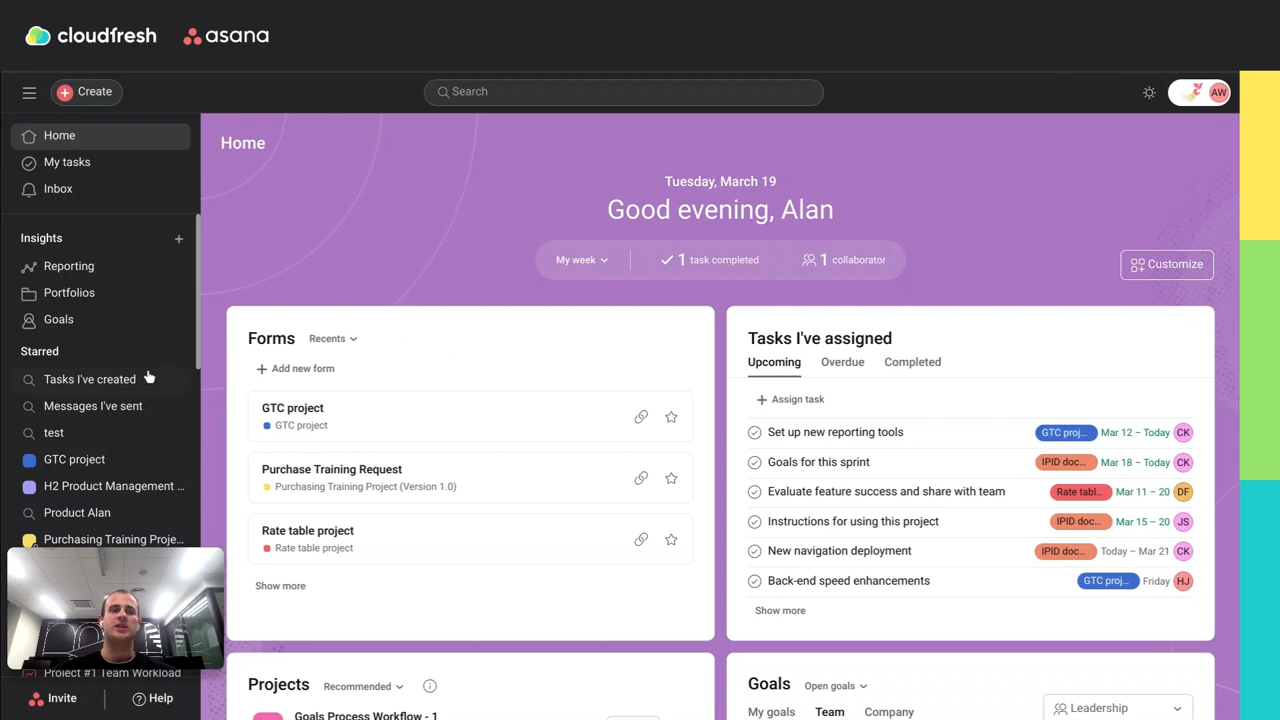 cloudfresh asana
Create
Search
AW
Home
My tasks
Inbox
Insights
Reporting
Portfolios
Goals
Starred
Tasks I've created
Messages I've sent
test
GTC project
H2 Product Management ...
Product Alan
Purchasing Training Proje...
Project #1 Team Workload
Invite
Help
Home
Tuesday, March 19
Good evening, Alan
My week
1 task completed
1 collaborator
Customize
Forms Recents
Add new form
GTC project
GTC project
Purchase Training Request
Purchasing Training Project (Version 1.0)
Rate table project
Rate table project
Show more
Tasks I've assigned
Upcoming Overdue Completed
Assign task
Set up new reporting tools GTC proj... Mar 12 – Today CK
Goals for this sprint IPID doc... Mar 18 – Today CK
Evaluate feature success and share with team Rate tabl... Mar 11 – 20 DF
Instructions for using this project IPID doc... Mar 15 – 20 JS
New navigation deployment IPID doc... Today – Mar 21 CK
Back-end speed enhancements GTC proj... Friday HJ
Show more
Projects Recommended
Goals Process Workflow - 1
Goals Open goals
My goals Team Company
Leadership